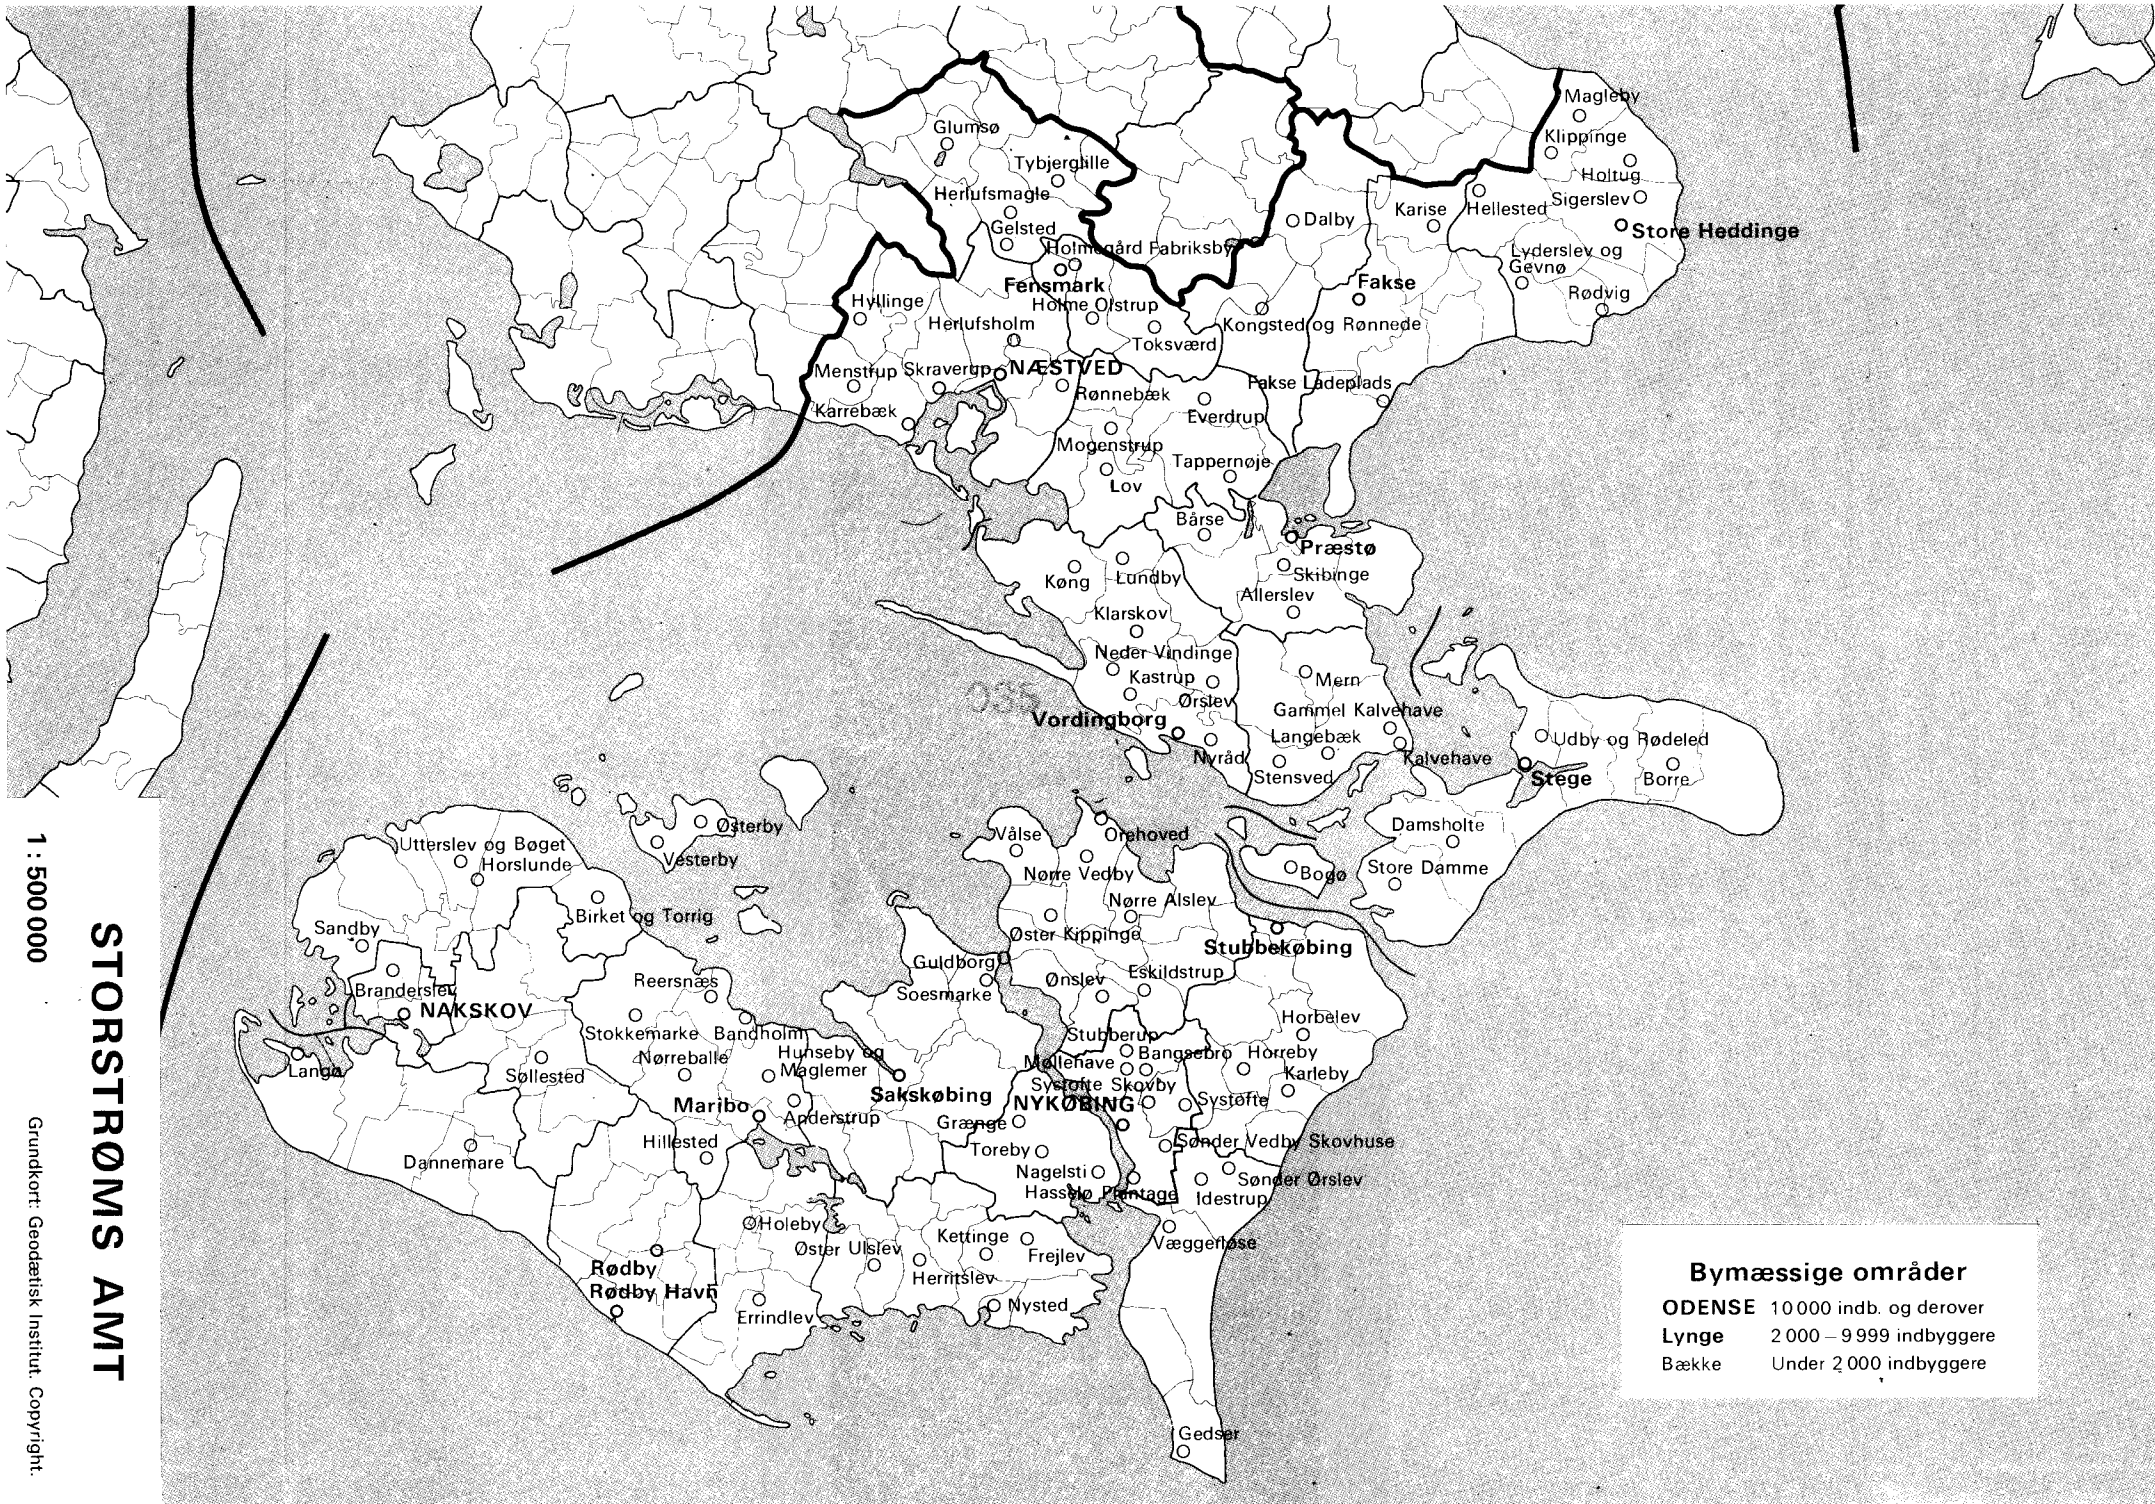 Magleby
Klippinge
Holtug
Sigerslev
Hellested
Store Heddinge
Lyderslev og
Gevnø
Rødvig
Karise
Dalby
Fakse
Glumsø
Tybjerglille
Herlufsmagle
Gelsted
Holmegård Fabriksby
Fensmark
Holme Olstrup
Hyllinge
Herlufsholm
Kongsted og Rønnede
Toksværd
Menstrup
Skraverup
NÆSTVED
Rønnebæk
Fakse Ladeplads
Karrebæk
Everdrup
Mogenstrup
Tappernøje
Lov
Bårse
Præstø
Køng
Lundby
Skibinge
Allerslev
Klarskov
Neder Vindinge
Kastrup
Mern
Ørslev
Gammel Kalvehave
035
Vordingborg
Langebæk
Nyråd
Kalvehave
Stensved
Udby og Rødeled
Stege
Borre
Damsholte
Store Damme
Bogø
Østerby
Vesterby
Vålse
Orehoved
Utterslev og Bøget
Horslunde
Nørre Vedby
Nørre Alslev
Birket og Torrig
Sandby
Øster Kippinge
Stubbekøbing
Guldborg
Soesmarke
Ønslev
Eskildstrup
Branderslev
NAKSKOV
Reersnæs
Stokkemarke
Bandholm
Horbelev
Stubberup
Langø
Søllested
Nørreballe
Hunseby og
Maglemer
Møllehave
Bangsebro
Horreby
Karleby
Systofte Skovby
Systofte
Maribo
Sakskøbing
NYKØBING
Anderstrup
Grænge
Hillested
Toreby
Sønder Vedby Skovhuse
Dannemare
Nagelsti
Sønder Ørslev
Hasselø Plantage
Idestrup
Holeby
Øster Ulslev
Kettinge
Frejlev
Væggerløse
Herritslev
Rødby
Rødby Havn
Errindlev
Nysted
Gedser
1:500000
STORSTRØMS AMT
Grundkort: Geodætisk Institut. Copyright.
Bymæssige områder
ODENSE 10 000 indb. og derover
Lynge 2 000 – 9 999 indbyggere
Bække Under 2 000 indbyggere